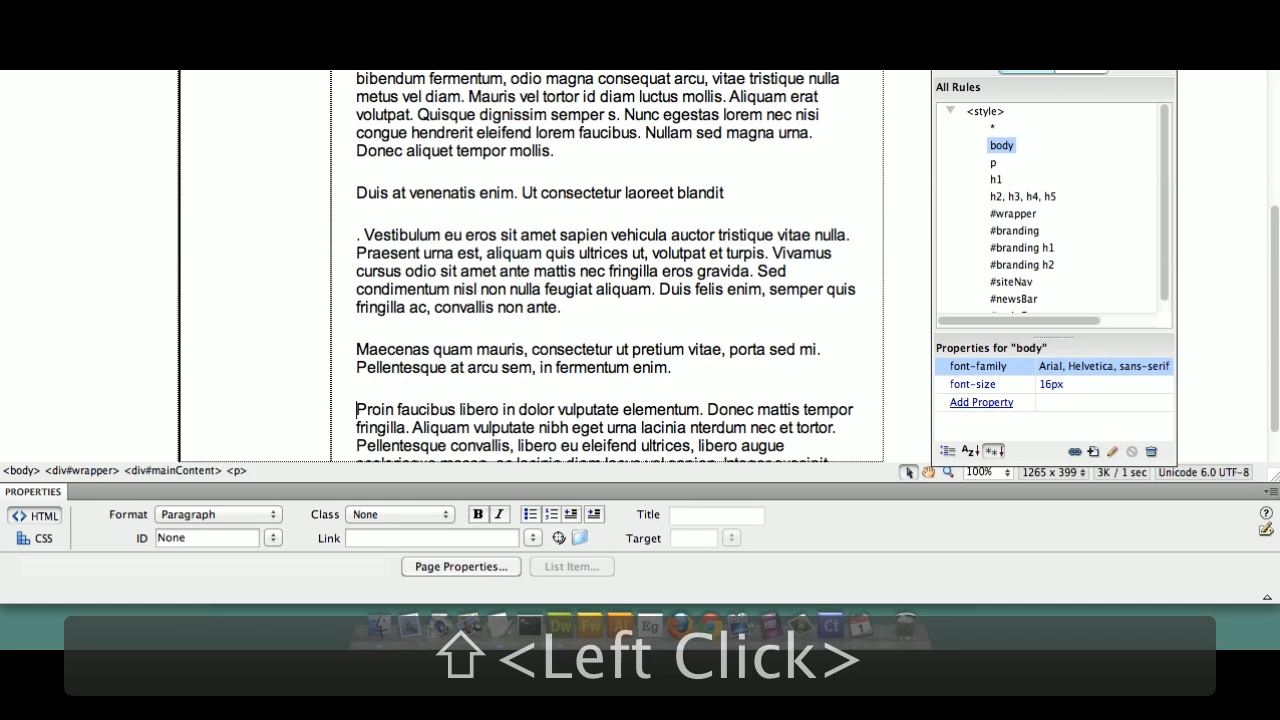 bibendum fermentum, odio magna consequat arcu, vitae tristique nulla
metus vel diam. Mauris vel tortor id diam luctus mollis. Aliquam erat
volutpat. Quisque dignissim semper s. Nunc egestas lorem nec nisi
congue hendrerit eleifend lorem faucibus. Nullam sed magna urna.
Donec aliquet tempor mollis.
Duis at venenatis enim. Ut consectetur laoreet blandit
. Vestibulum eu eros sit amet sapien vehicula auctor tristique vitae nulla.
Praesent urna est, aliquam quis ultrices ut, volutpat et turpis. Vivamus
cursus odio sit amet ante mattis nec fringilla eros gravida. Sed
condimentum nisl non nulla feugiat aliquam. Duis felis enim, semper quis
fringilla ac, convallis non ante.
Maecenas quam mauris, consectetur ut pretium vitae, porta sed mi.
Pellentesque at arcu sem, in fermentum enim.
Proin faucibus libero in dolor vulputate elementum. Donec mattis tempor
fringilla. Aliquam vulputate nibh eget urna lacinia nterdum nec et tortor.
Pellentesque convallis, libero eu eleifend ultrices, libero augue
All Rules
<style>
*
body
p
h1
h2, h3, h4, h5
#wrapper
#branding
#branding h1
#branding h2
#siteNav
#newsBar
Properties for "body"
font-family Arial, Helvetica, sans-serif
font-size 16px
Add Property
<body> <div#wrapper> <div#mainContent> <p> 100% 1265 x 399 3K / 1 sec Unicode 6.0 UTF-8
PROPERTIES
<> HTML Format Paragraph Class None B I Title
CSS ID None Link Target
Page Properties... List Item...
Dw Fw Ai Eg Ct 1
⇧<Left Click>